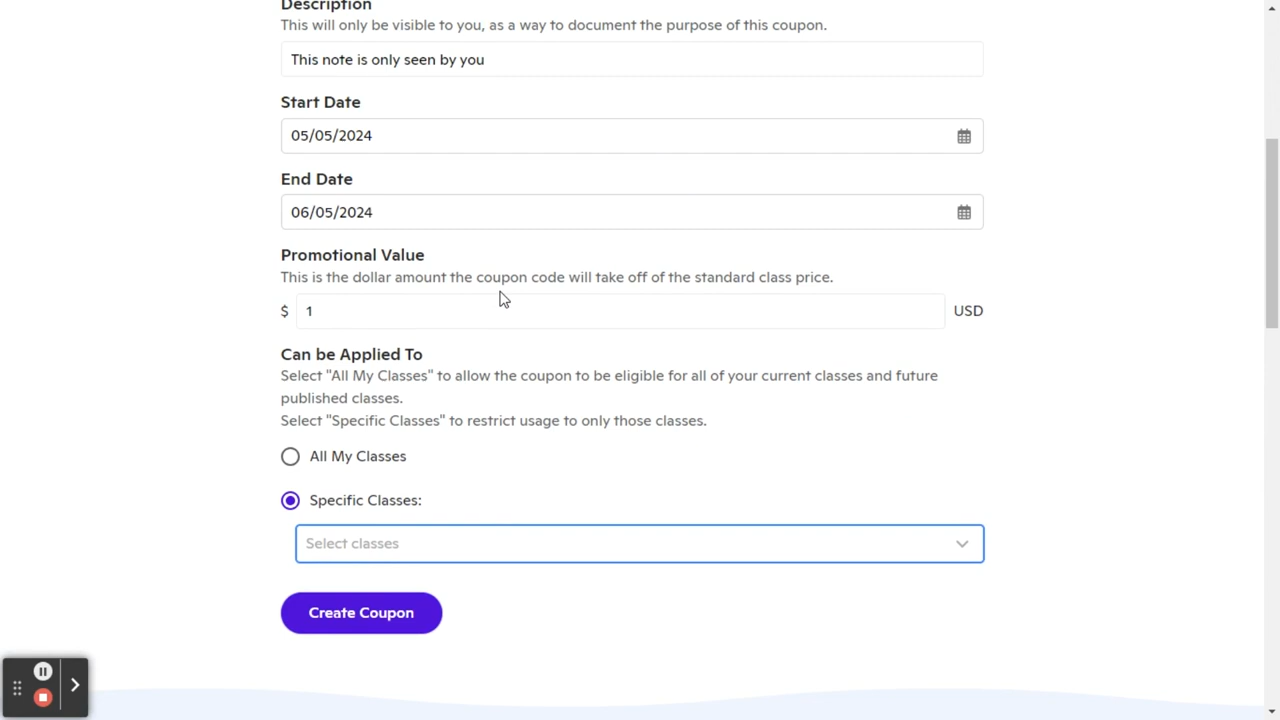 Description
This will only be visible to you, as a way to document the purpose of this coupon.
This note is only seen by you
Start Date
05/05/2024
End Date
06/05/2024
Promotional Value
This is the dollar amount the coupon code will take off of the standard class price.
$ 1 USD
Can be Applied To
Select "All My Classes" to allow the coupon to be eligible for all of your current classes and future
published classes.
Select "Specific Classes" to restrict usage to only those classes.
All My Classes
Specific Classes:
Select classes
Create Coupon